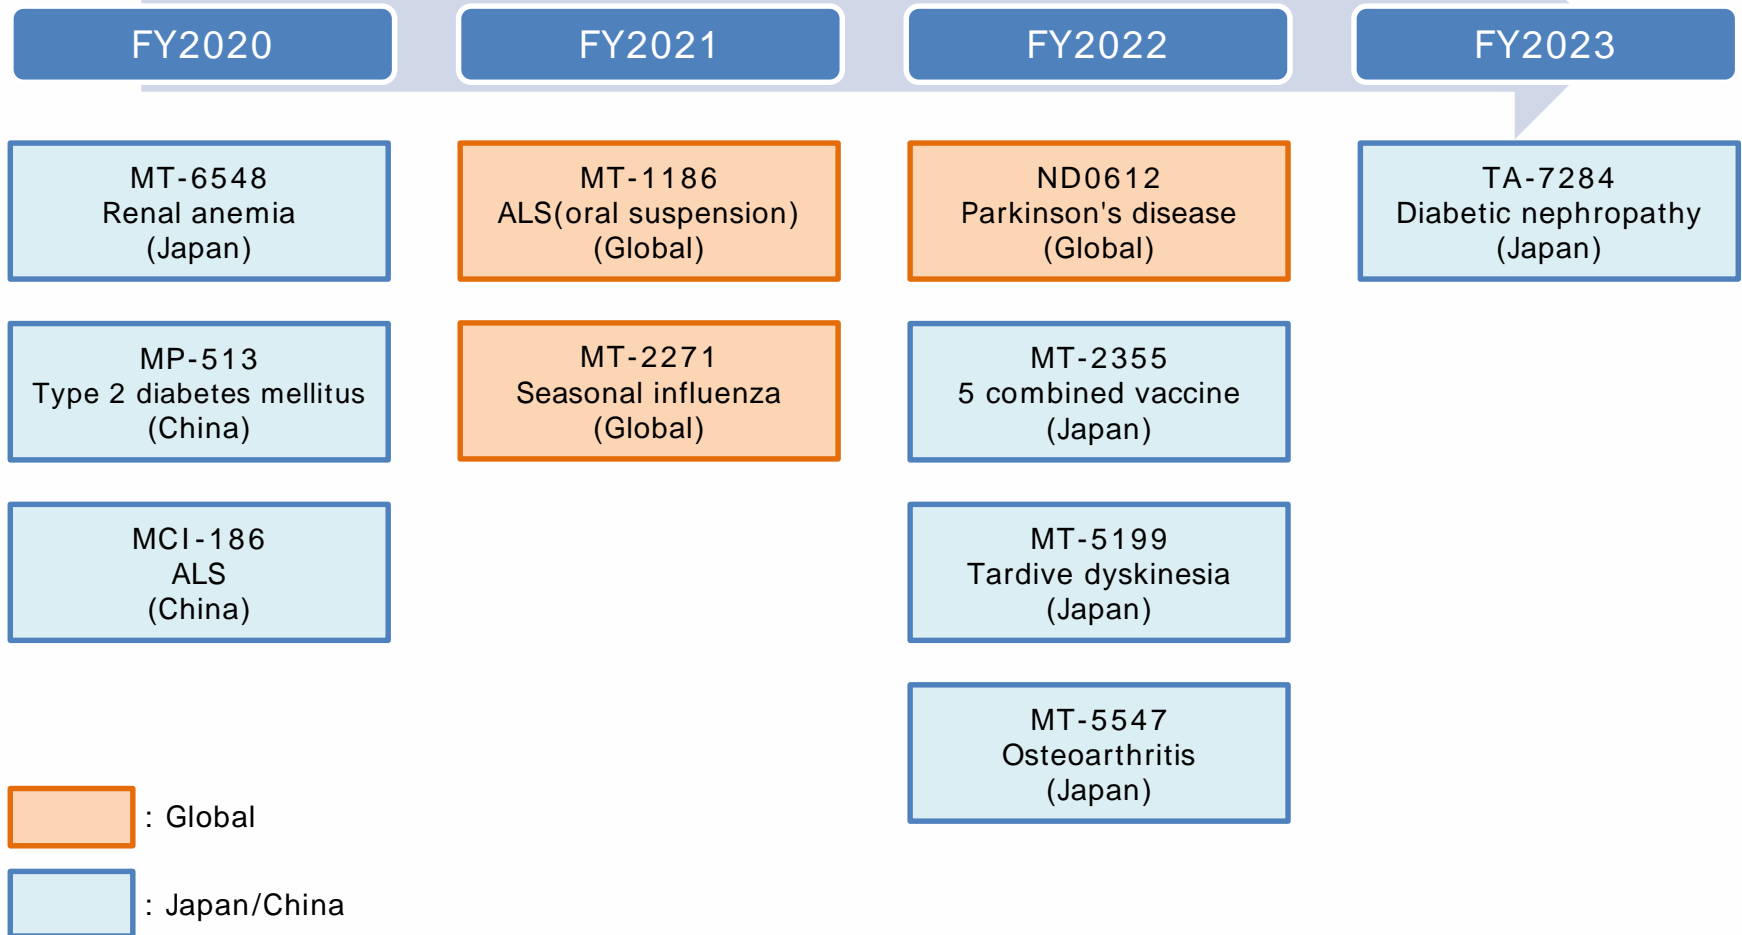 FY2020
FY2021
FY2022
FY2023
MT-6548
Renal anemia
(Japan)
MT-1186
ALS(oral suspension)
(Global)
ND0612
Parkinson's disease
(Global)
TA-7284
Diabetic nephropathy
(Japan)
MP-513
Type 2 diabetes mellitus
(China)
MT-2271
Seasonal influenza
(Global)
MT-2355
5 combined vaccine
(Japan)
MCI-186
ALS
(China)
MT-5199
Tardive dyskinesia
(Japan)
MT-5547
Osteoarthritis
(Japan)
: Global
: Japan/China